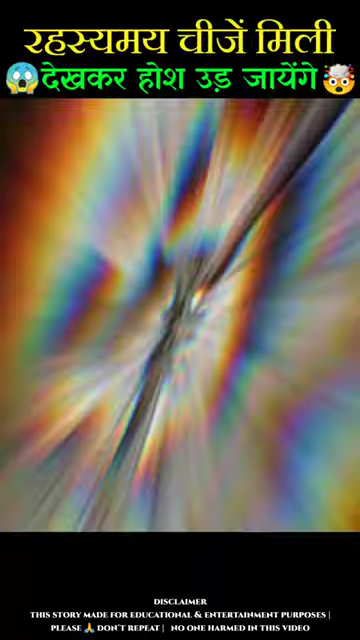 रहस्यमय चीजें मिली
😱देखकर होश उड़ जायेंगे🤯
DISCLAIMER
THIS STORY MADE FOR EDUCATIONAL & ENTERTAINMENT PURPOSES |
PLEASE 🙏 DON'T REPEAT | NO ONE HARMED IN THIS VIDEO